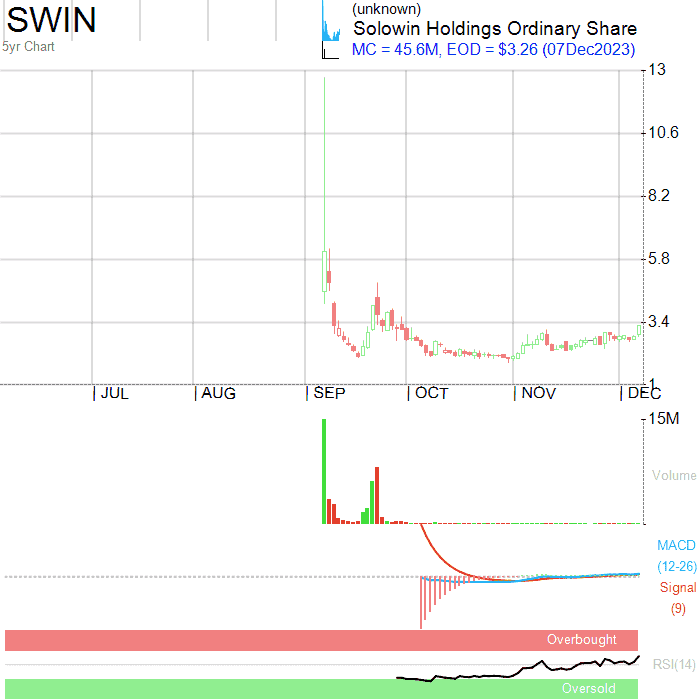 SWIN
5yr Chart
(unknown)
Solowin Holdings Ordinary Share
MC = 45.6M, EOD = $3.26 (07Dec2023)
13
10.6
8.2
5.8
3.4
1
JUL AUG SEP OCT NOV DEC
15M
Volume
MACD
(12-26)
Signal
(9)
Overbought
RSI(14)
Oversold